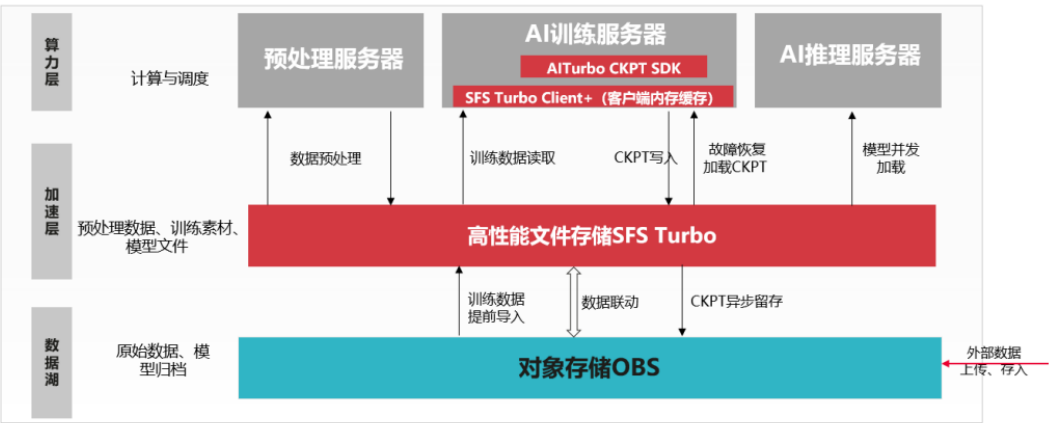 算力层
计算与调度
预处理服务器
AI训练服务器
AITurbo CKPT SDK
SFS Turbo Client+（客户端内存缓存）
AI推理服务器
数据预处理
训练数据读取
CKPT写入
故障恢复
加载CKPT
模型并发
加载
加速层
预处理数据、训练素材、
模型文件
高性能文件存储SFS Turbo
训练数据
提前导入
数据联动
CKPT异步留存
数据湖
原始数据、模
型归档
对象存储OBS
外部数据
上传、存入